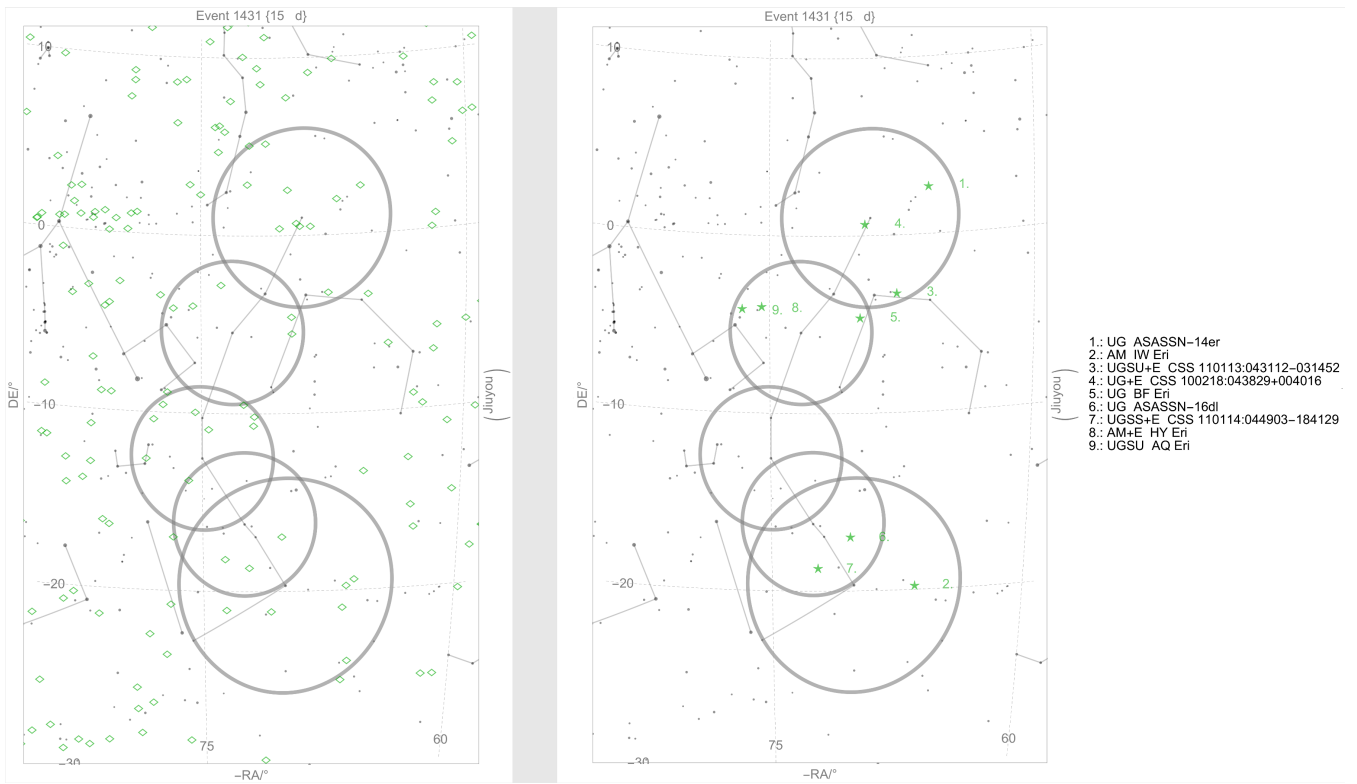 Event 1431 {15 d}
10
0
−10
−20
−30
75
60
DE/°
−RA/°
(Jiuyou)
Event 1431 {15 d}
10
0
−10
−20
−30
75
60
DE/°
−RA/°
1.
4.
3.
9. 8.
5.
6.
7.
2.
(Jiuyou)
1.: UG ASASSN−14er
2.: AM IW Eri
3.: UGSU+E CSS 110113:043112−031452
4.: UG+E CSS 100218:043829+004016
5.: UG BF Eri
6.: UG ASASSN−16dl
7.: UGSS+E CSS 110114:044903−184129
8.: AM+E HY Eri
9.: UGSU AQ Eri